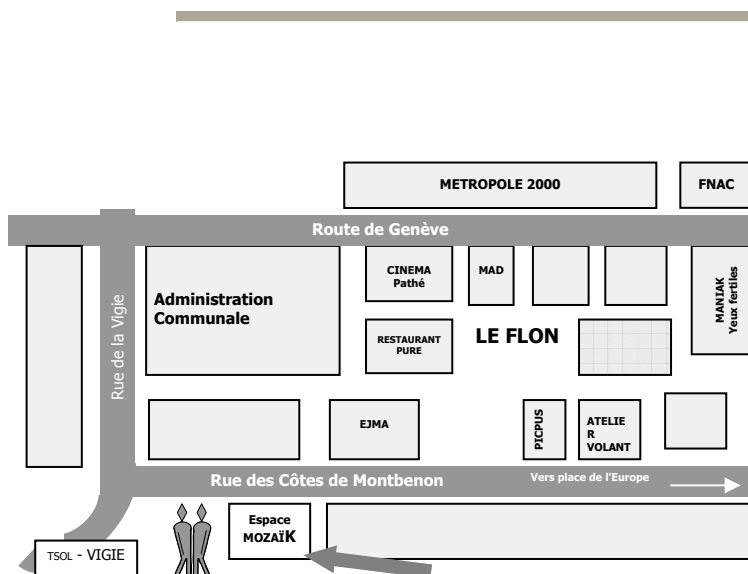 METROPOLE 2000
FNAC
Route de Genève
Rue de la Vigie
Administration
Communale
CINEMA
Pathé
MAD
MANIAK
Yeux fertiles
RESTAURANT
PURE
LE FLON
EJMA
PICPUS
ATELIE
R
VOLANT
Rue des Côtes de Montbenon
Vers place de l'Europe
TSOL - VIGIE
Espace
MOZAÏK